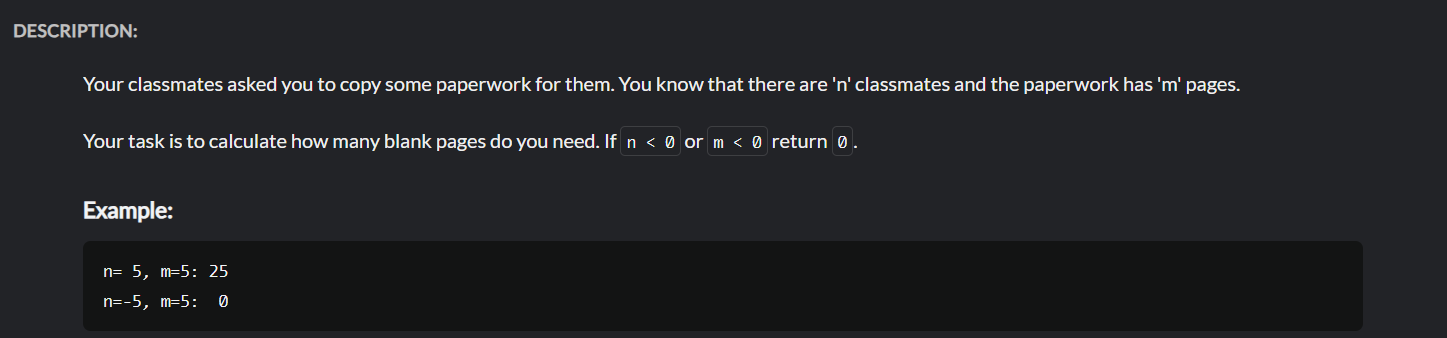 DESCRIPTION:
Your classmates asked you to copy some paperwork for them. You know that there are 'n' classmates and the paperwork has 'm' pages.
Your task is to calculate how many blank pages do you need. If n < 0 or m < 0 return 0.
Example:
n= 5, m=5: 25
n=-5, m=5:  0